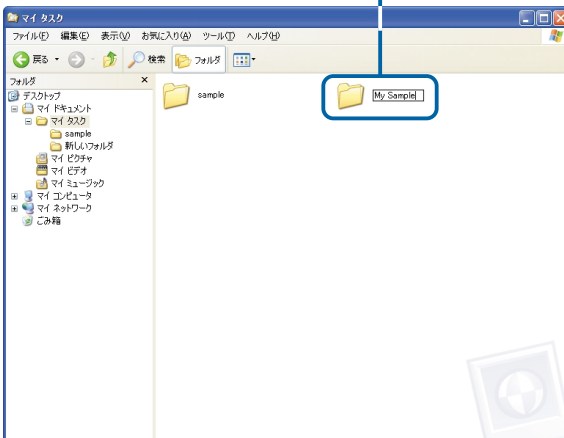 マイ タスク
ファイル(F) 編集(E) 表示(V) お気に入り(A) ツール(T) ヘルプ(H)
戻る 検索 フォルダ
フォルダ ×
デスクトップ
マイ ドキュメント
マイ タスク
sample
新しいフォルダ
マイ ピクチャ
マイ ビデオ
マイ ミュージック
マイ コンピュータ
マイ ネットワーク
ごみ箱
sample
My Sample